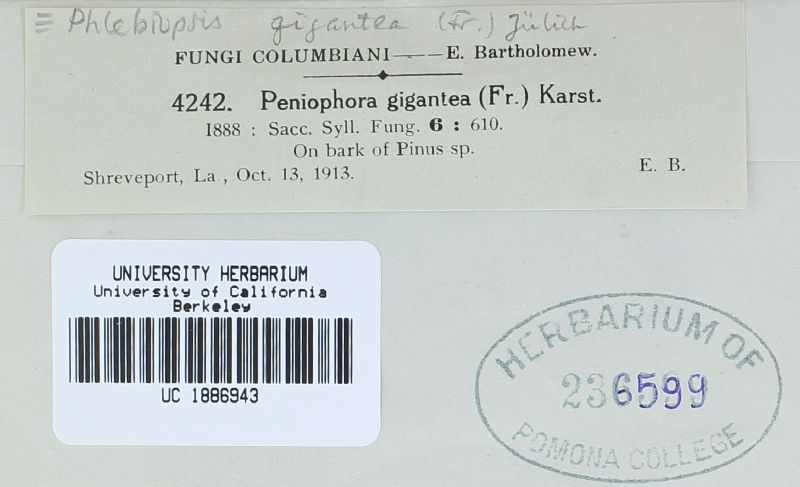 ≡ Phlebiopsis gigantea (Fr.) Jülich
FUNGI COLUMBIANI——E. Bartholomew.
4242. Peniophora gigantea (Fr.) Karst.
1888 : Sacc. Syll. Fung. 6 : 610.
On bark of Pinus sp.
Shreveport, La., Oct. 13, 1913. E. B.
UNIVERSITY HERBARIUM
University of California
Berkeley
UC 1886943
HERBARIUM OF
236599
POMONA COLLEGE